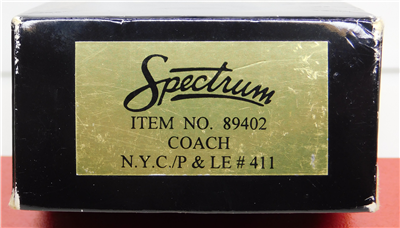 Spectrum
ITEM NO. 89402
COACH
N.Y.C./P & LE # 411